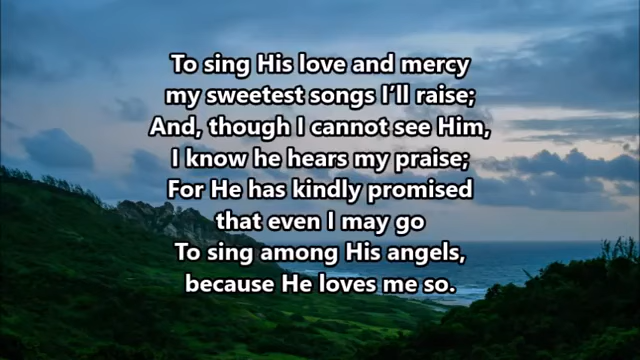 To sing His love and mercy
my sweetest songs I’ll raise;
And, though I cannot see Him,
I know he hears my praise;
For He has kindly promised
that even I may go
To sing among His angels,
because He loves me so.